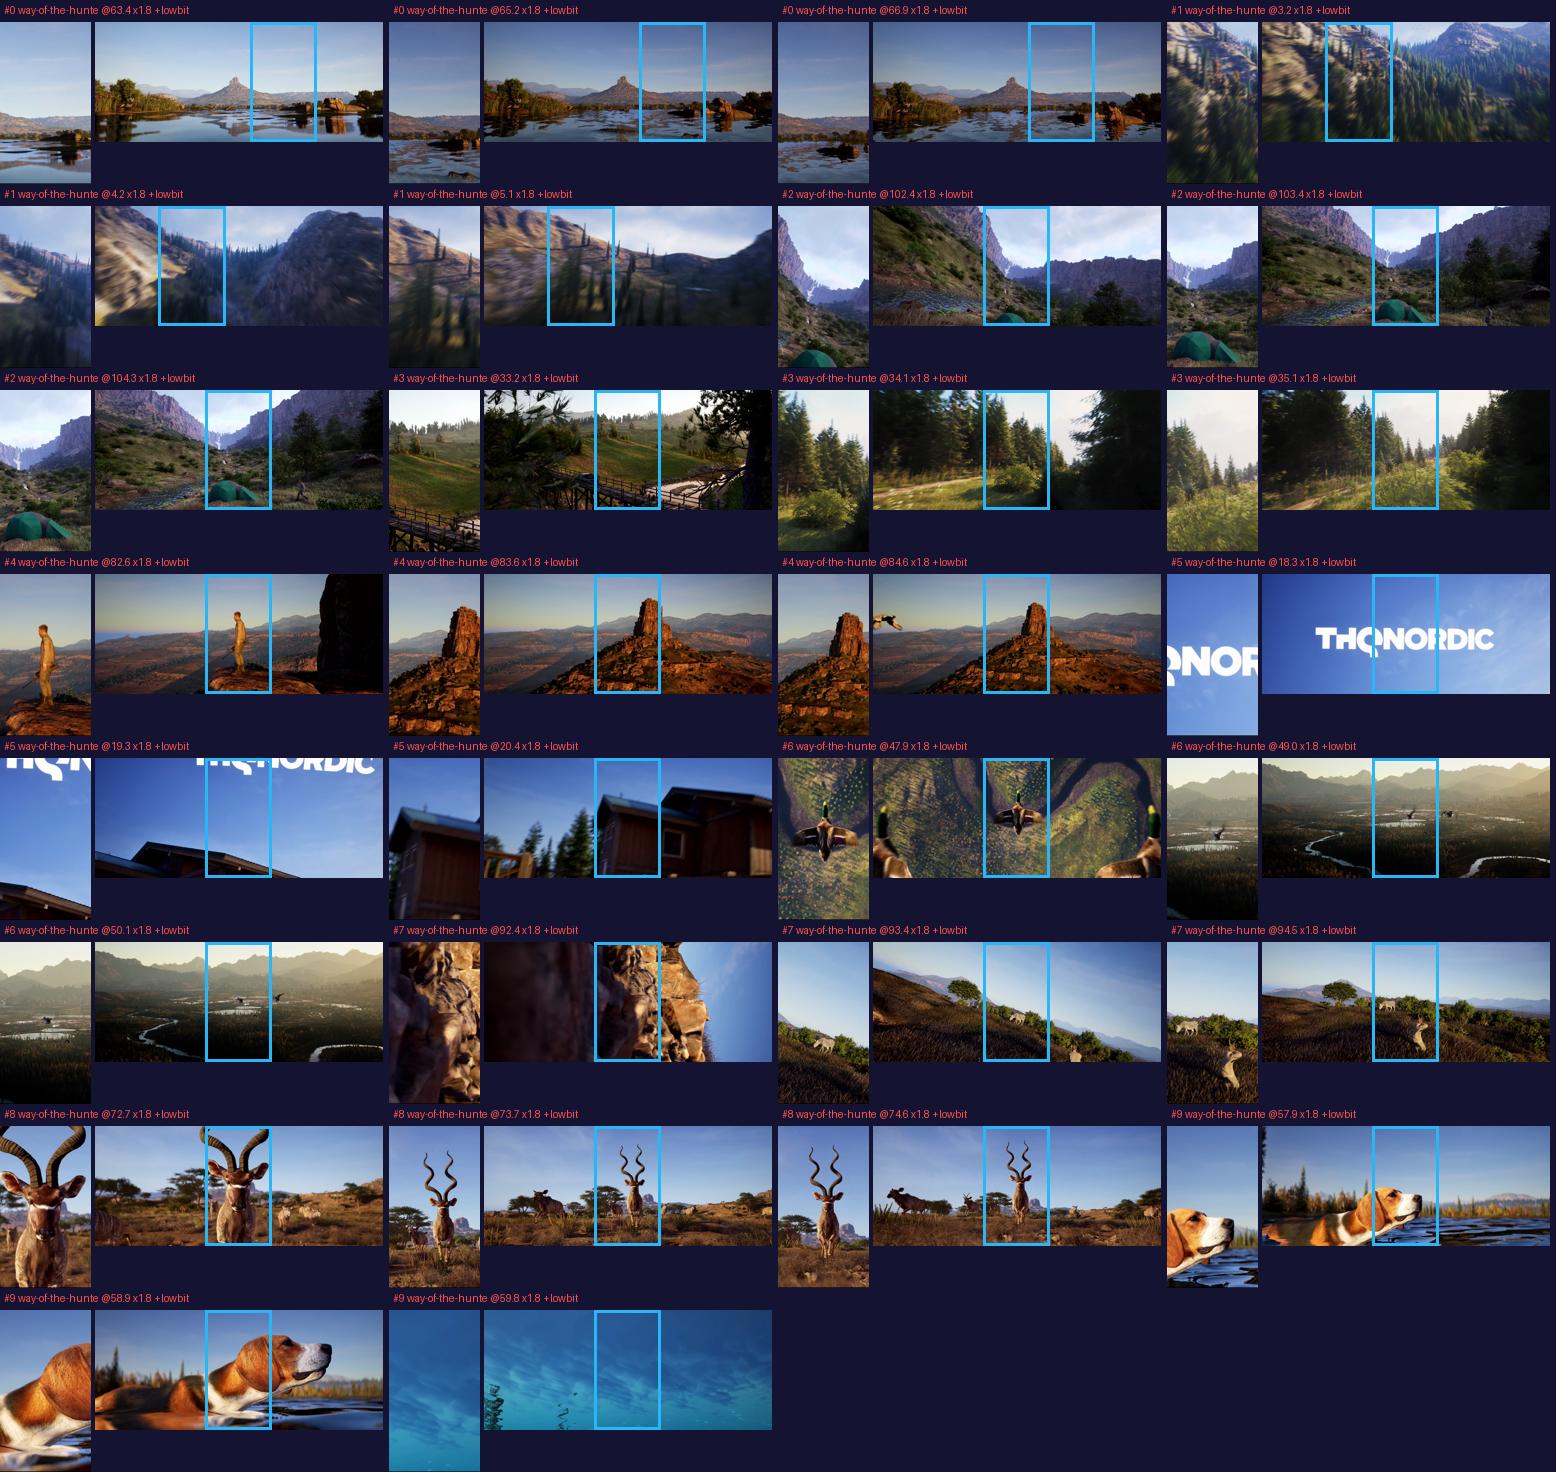 #0 way-of-the-hunte @63.4 x1.8 +lowbit
#0 way-of-the-hunte @65.2 x1.8 +lowbit
#0 way-of-the-hunte @66.9 x1.8 +lowbit
#1 way-of-the-hunte @3.2 x1.8 +lowbit
#1 way-of-the-hunte @4.2 x1.8 +lowbit
#1 way-of-the-hunte @5.1 x1.8 +lowbit
#2 way-of-the-hunte @102.4 x1.8 +lowbit
#2 way-of-the-hunte @103.4 x1.8 +lowbit
#2 way-of-the-hunte @104.3 x1.8 +lowbit
#3 way-of-the-hunte @33.2 x1.8 +lowbit
#3 way-of-the-hunte @34.1 x1.8 +lowbit
#3 way-of-the-hunte @35.1 x1.8 +lowbit
#4 way-of-the-hunte @82.6 x1.8 +lowbit
#4 way-of-the-hunte @83.6 x1.8 +lowbit
#4 way-of-the-hunte @84.6 x1.8 +lowbit
#5 way-of-the-hunte @18.3 x1.8 +lowbit
QNOR
THQNORDIC
#5 way-of-the-hunte @19.3 x1.8 +lowbit
THQNORDIC
#5 way-of-the-hunte @20.4 x1.8 +lowbit
#6 way-of-the-hunte @47.9 x1.8 +lowbit
#6 way-of-the-hunte @49.0 x1.8 +lowbit
#6 way-of-the-hunte @50.1 x1.8 +lowbit
#7 way-of-the-hunte @92.4 x1.8 +lowbit
#7 way-of-the-hunte @93.4 x1.8 +lowbit
#7 way-of-the-hunte @94.5 x1.8 +lowbit
#8 way-of-the-hunte @72.7 x1.8 +lowbit
#8 way-of-the-hunte @73.7 x1.8 +lowbit
#8 way-of-the-hunte @74.6 x1.8 +lowbit
#9 way-of-the-hunte @57.9 x1.8 +lowbit
#9 way-of-the-hunte @58.9 x1.8 +lowbit
#9 way-of-the-hunte @59.8 x1.8 +lowbit